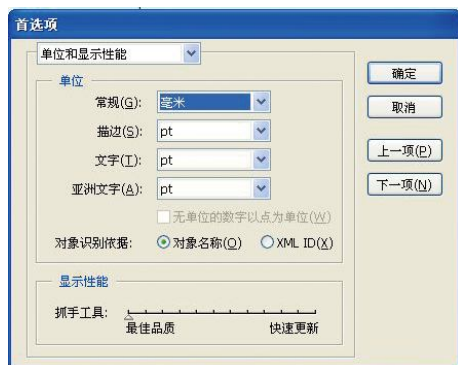 首选项
单位和显示性能
确定
单位
常规(G): 毫米
取消
描边(S): pt
上一项(P)
文字(T): pt
下一项(N)
亚洲文字(A): pt
无单位的数字以点为单位(W)
对象识别依据: 对象名称(O) XML ID(X)
显示性能
抓手工具:
最佳品质 快速更新